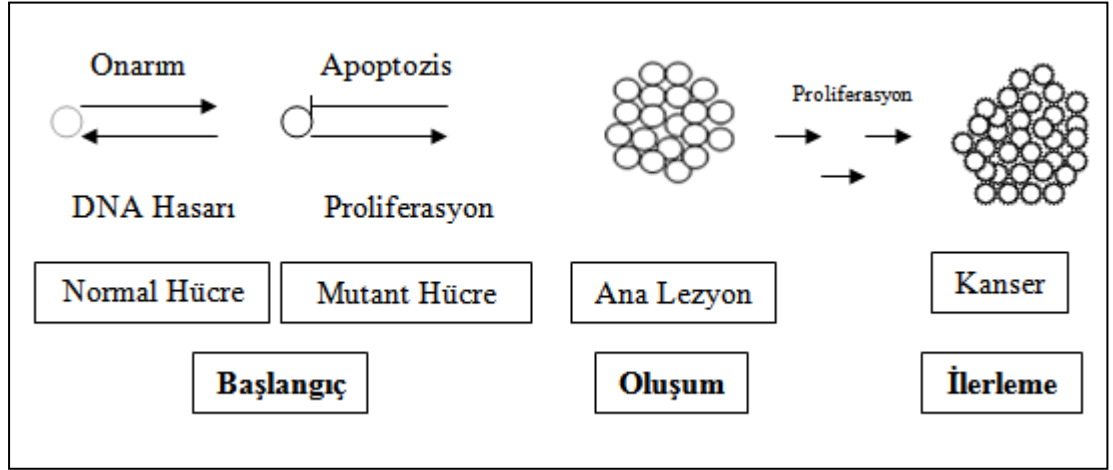 Onarım
Apoptozis
Proliferasyon
DNA Hasarı
Proliferasyon
Normal Hücre
Mutant Hücre
Ana Lezyon
Kanser
Başlangıç
Oluşum
İlerleme